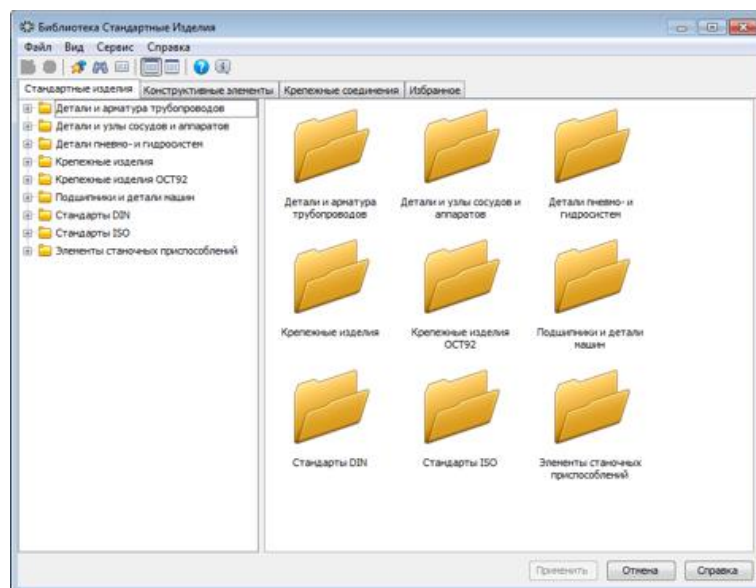 Библиотека Стандартные Изделия
Файл Вид Сервис Справка
Стандартные изделия Конструктивные элементы Крепежные соединения Избранное
Детали и арматура трубопроводов
Детали и узлы сосудов и аппаратов
Детали пневмо- и гидросистем
Крепежные изделия
Крепежные изделия ОСТ92
Подшипники и детали машин
Стандарты DIN
Стандарты ISO
Элементы станочных приспособлений
Детали и арматура
трубопроводов
Детали и узлы сосудов и
аппаратов
Детали пневмо- и
гидросистем
Крепежные изделия
Крепежные изделия
ОСТ92
Подшипники и детали
машин
Стандарты DIN
Стандарты ISO
Элементы станочных
приспособлений
Применить Отмена Справка